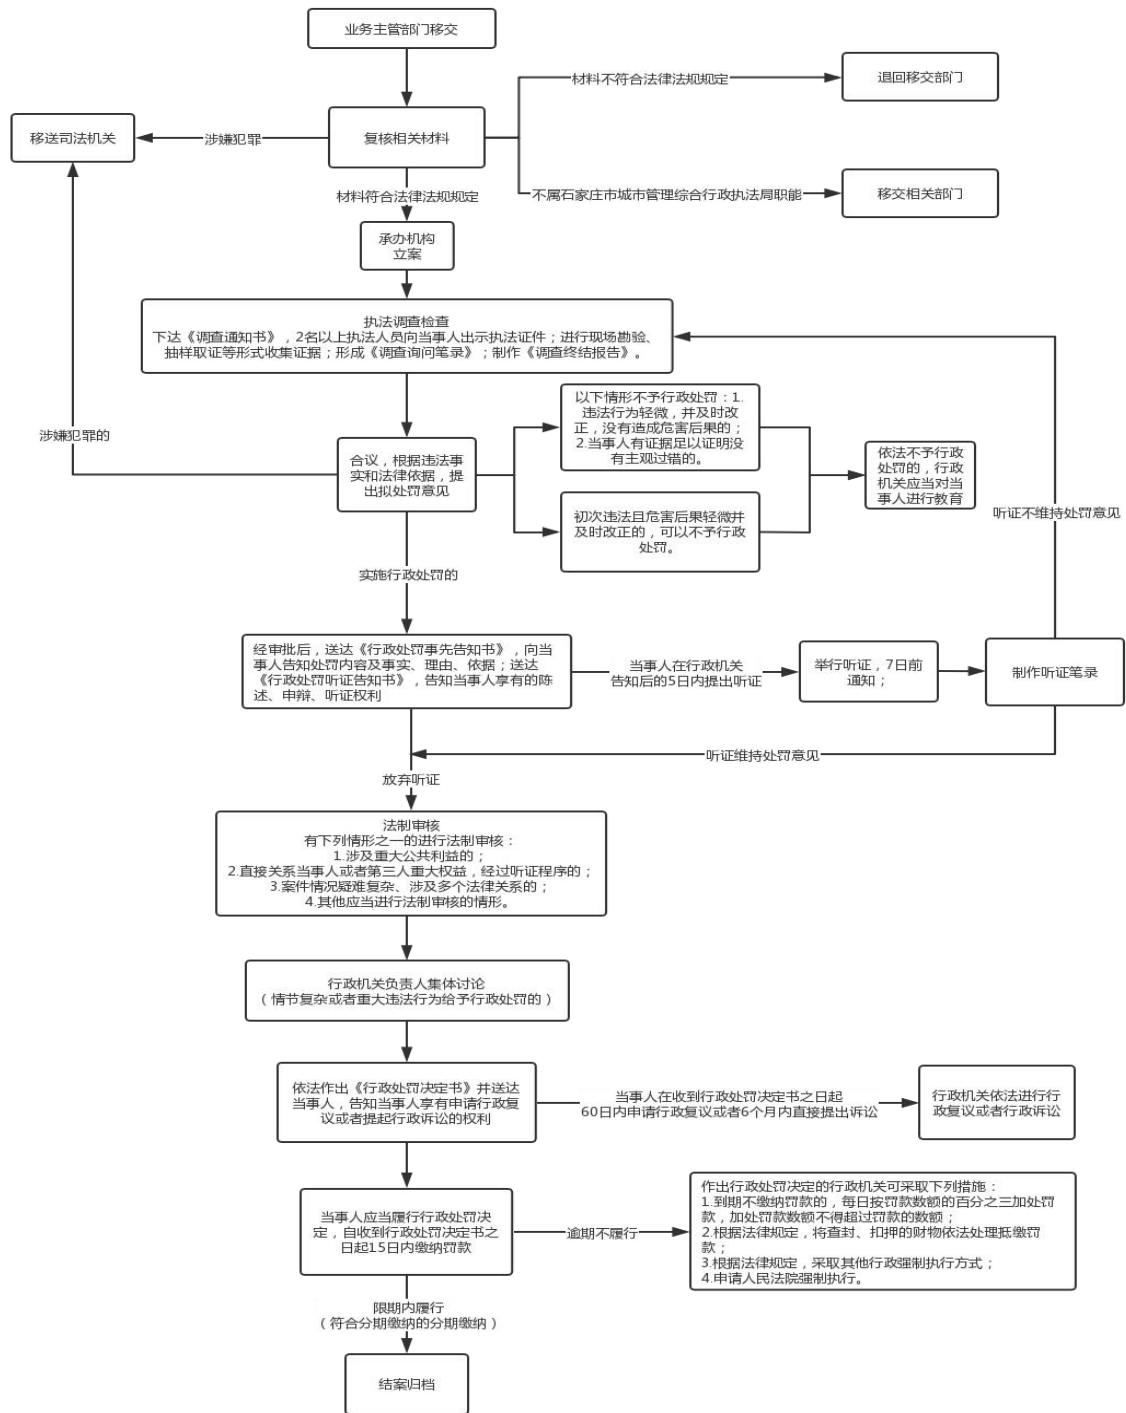 业务主管部门移交
材料不符合法律法规规定
退回移交部门
移送司法机关
涉嫌犯罪
复核相关材料
材料符合法律法规规定
不属石家庄市城市管理综合行政执法局职能
移交相关部门
承办机构
立案
执法调查检查
下达《调查通知书》，2名以上执法人员向当事人出示执法证件；进行现场勘验、
抽样取证等形式收集证据；形成《调查询问笔录》；制作《调查终结报告》。
涉嫌犯罪的
合议，根据违法事
实和法律依据，提
出拟处罚意见
以下情形不予行政处罚：1.
违法行为轻微，并及时改
正，没有造成危害后果的；
2.当事人有证据足以证明没
有主观过错的。
初次违法且危害后果轻微并
及时改正的，可以不予行政
处罚。
依法不予行政
处罚的，行政
机关应当对当
事人进行教育
听证不维持处罚意见
实施行政处罚的
经审批后，送达《行政处罚事先告知书》，向当
事人告知处罚内容及事实、理由、依据；送达
《行政处罚听证告知书》，告知当事人享有的陈
述、申辩、听证权利
当事人在行政机关
告知后的5日内提出听证
举行听证，7日前
通知；
制作听证笔录
听证维持处罚意见
放弃听证
法制审核
有下列情形之一的进行法制审核：
1.涉及重大公共利益的；
2.直接关系当事人或者第三人重大权益，经过听证程序的；
3.案件情况疑难复杂、涉及多个法律关系的；
4.其他应当进行法制审核的情形。
行政机关负责人集体讨论
（情节复杂或者重大违法行为给予行政处罚的）
依法作出《行政处罚决定书》并送达
当事人，告知当事人享有申请行政复
议或者提起行政诉讼的权利
当事人在收到行政处罚决定书之日起
60日内申请行政复议或者6个月内直接提出诉讼
行政机关依法进行行
政复议或者行政诉讼
当事人应当履行行政处罚决
定，自收到行政处罚决定书之
日起15日内缴纳罚款
逾期不履行
作出行政处罚决定的行政机关可采取下列措施：
1.到期不缴纳罚款的，每日按罚款数额的百分之三加处罚
款，加处罚款数额不得超过罚款的数额；
2.根据法律规定，将查封、扣押的财物依法处理抵缴罚
款；
3.根据法律规定，采取其他行政强制执行方式；
4.申请人民法院强制执行。
限期内履行
（符合分期缴纳的分期缴纳）
结案归档